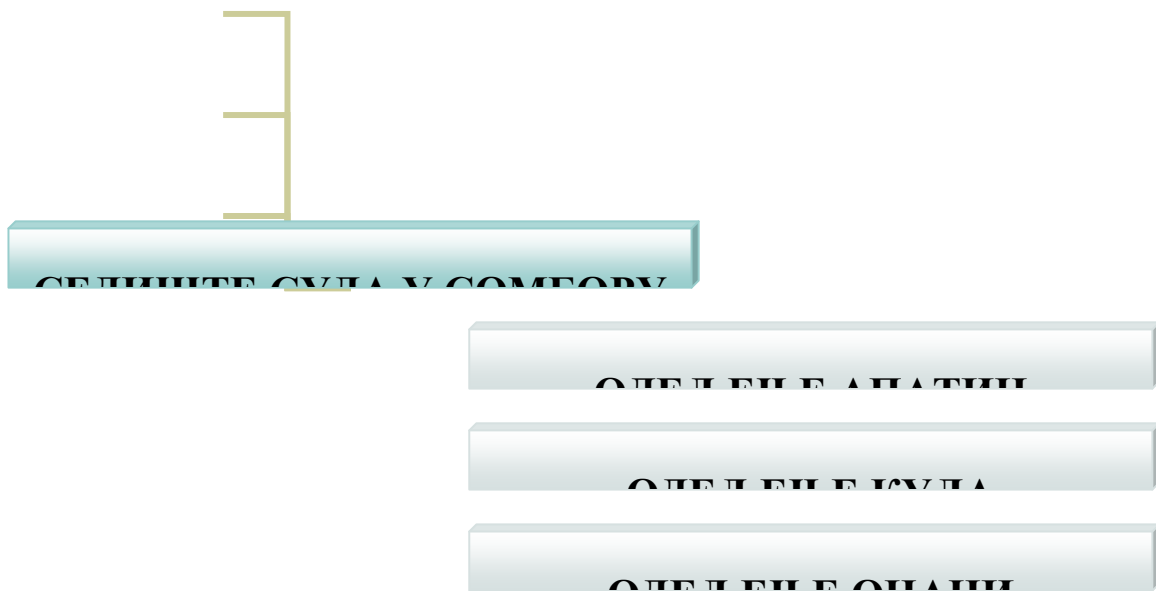 СЕДИШТЕ СУДА У СОМБОРУ
ОДЕЉЕЊЕ АПАТИН
ОДЕЉЕЊЕ КУЛА
ОДЕЉЕЊЕ ОЏАЦИ